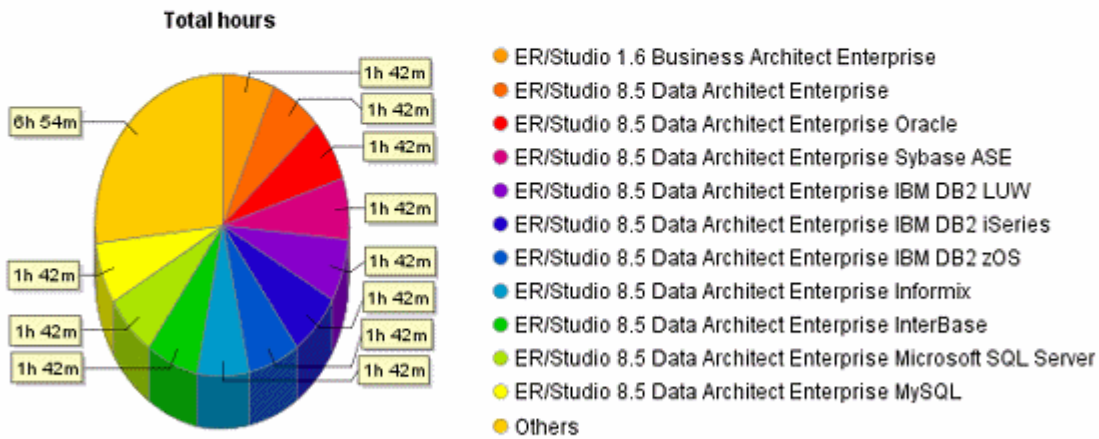 Total hours
1h 42m
1h 42m
1h 42m
1h 42m
1h 42m
1h 42m
1h 42m
1h 42m
1h 42m
1h 42m
1h 42m
6h 54m
ER/Studio 1.6 Business Architect Enterprise
ER/Studio 8.5 Data Architect Enterprise
ER/Studio 8.5 Data Architect Enterprise Oracle
ER/Studio 8.5 Data Architect Enterprise Sybase ASE
ER/Studio 8.5 Data Architect Enterprise IBM DB2 LUW
ER/Studio 8.5 Data Architect Enterprise IBM DB2 iSeries
ER/Studio 8.5 Data Architect Enterprise IBM DB2 zOS
ER/Studio 8.5 Data Architect Enterprise Informix
ER/Studio 8.5 Data Architect Enterprise InterBase
ER/Studio 8.5 Data Architect Enterprise Microsoft SQL Server
ER/Studio 8.5 Data Architect Enterprise MySQL
Others